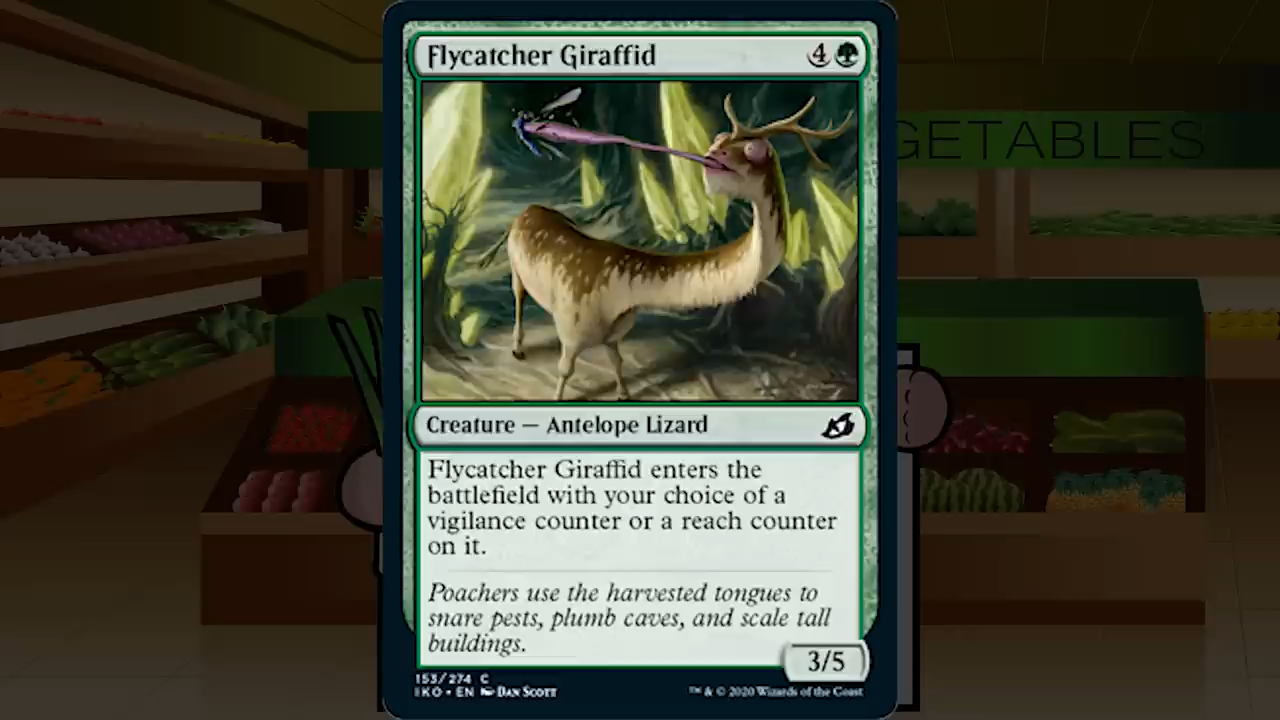 Flycatcher Giraffid 4
GETABLES
Creature — Antelope Lizard
Flycatcher Giraffid enters the
battlefield with your choice of a
vigilance counter or a reach counter
on it.
Poachers use the harvested tongues to
snare pests, plumb caves, and scale tall
buildings.
3/5
153/274 C
IKO • EN DAN SCOTT
™ & © 2020 Wizards of the Coast